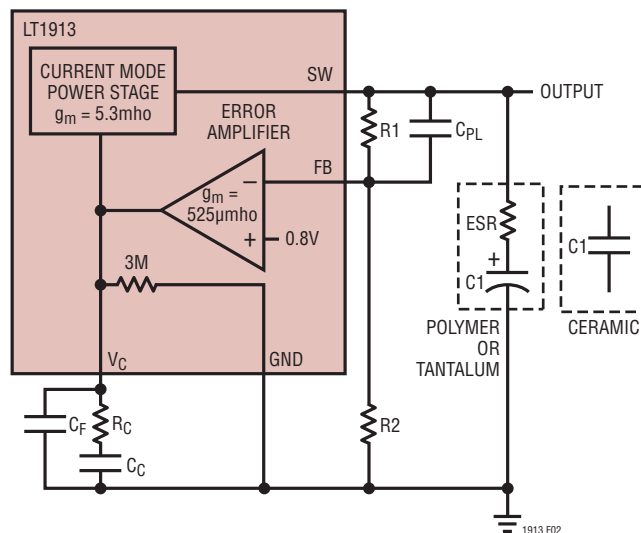 LT1913
CURRENT MODE
POWER STAGE
gm = 5.3mho
SW
OUTPUT
ERROR
AMPLIFIER
R1
CPL
FB
gm =
525µmho
–
+
0.8V
ESR
+
C1
C1
3M
POLYMER
OR
TANTALUM
CERAMIC
VC
GND
CF
RC
R2
CC
1913 F02